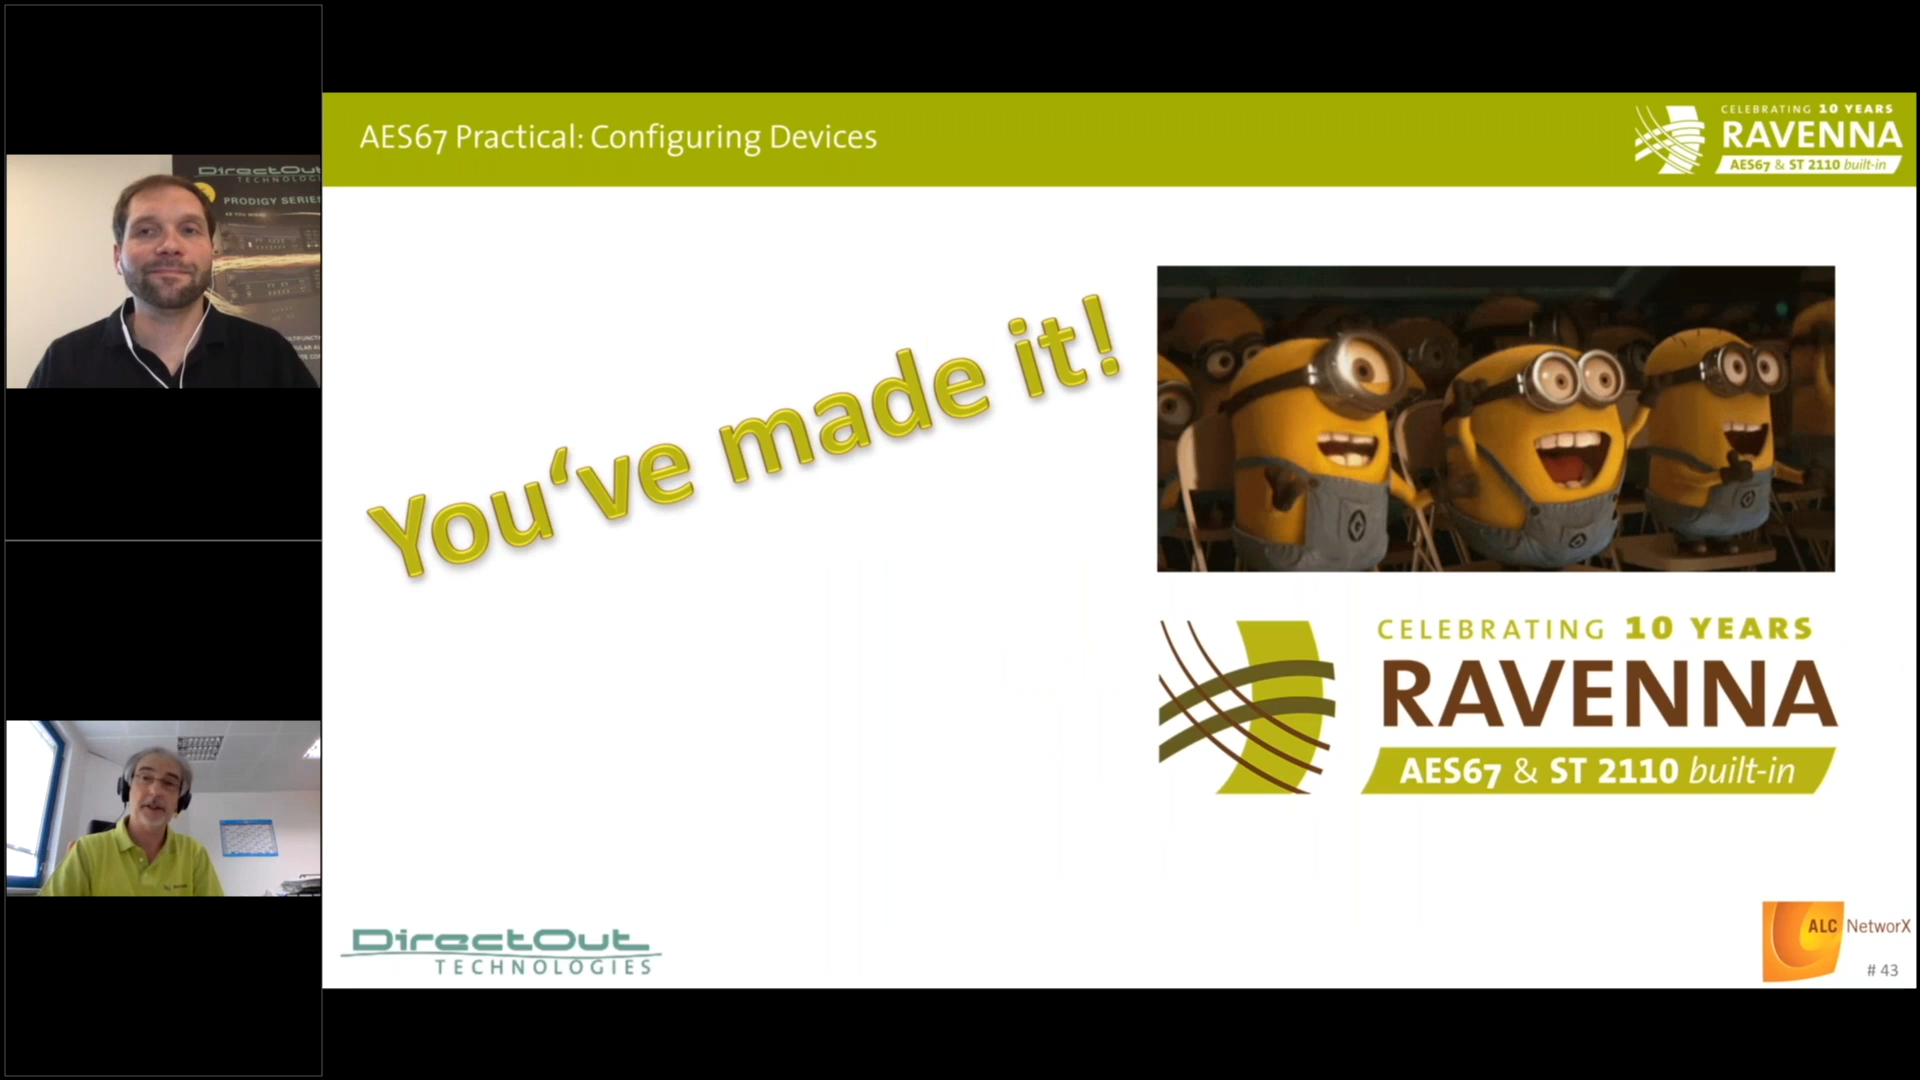 DirectOut
TECHNOLOGIES
PRODIGY SERIES
AES67 Practical: Configuring Devices
CELEBRATING 10 YEARS
RAVENNA
AES67 & ST 2110 built-in
You‘ve made it!
CELEBRATING 10 YEARS
RAVENNA
AES67 & ST 2110 built-in
DirectOut
TECHNOLOGIES
ALC NetworX
# 43